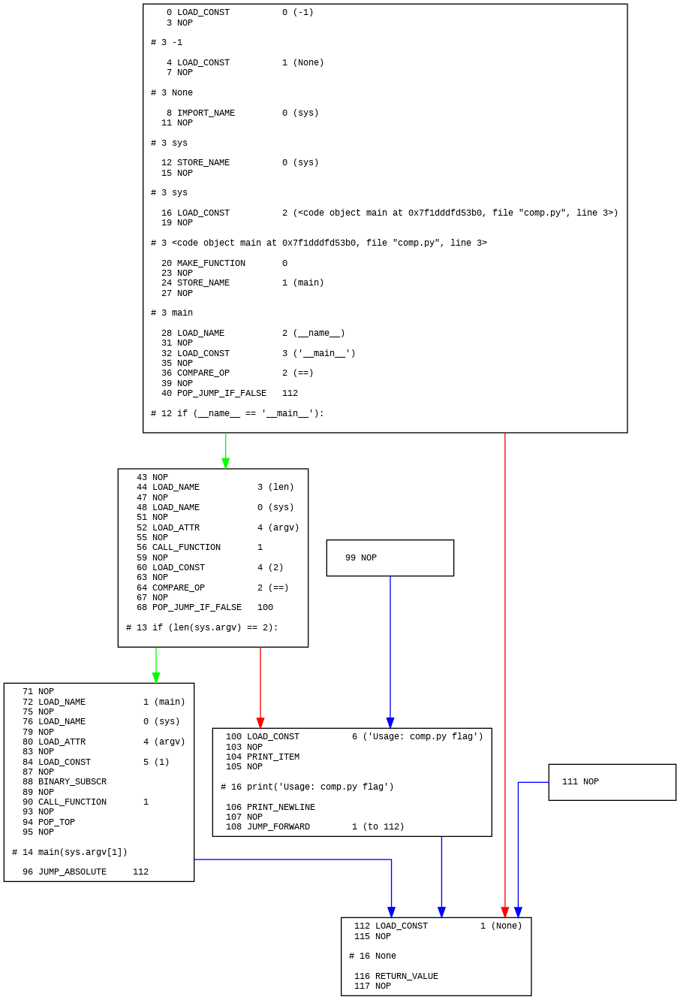 0 LOAD_CONST 0 (-1)
3 NOP
# 3 -1
4 LOAD_CONST 1 (None)
7 NOP
# 3 None
8 IMPORT_NAME 0 (sys)
11 NOP
# 3 sys
12 STORE_NAME 0 (sys)
15 NOP
# 3 sys
16 LOAD_CONST 2 (<code object main at 0x7f1dddfd53b0, file "comp.py", line 3>)
19 NOP
# 3 <code object main at 0x7f1dddfd53b0, file "comp.py", line 3>
20 MAKE_FUNCTION 0
23 NOP
24 STORE_NAME 1 (main)
27 NOP
# 3 main
28 LOAD_NAME 2 (__name__)
31 NOP
32 LOAD_CONST 3 ('__main__')
35 NOP
36 COMPARE_OP 2 (==)
39 NOP
40 POP_JUMP_IF_FALSE 112
# 12 if (__name__ == '__main__'):
43 NOP
44 LOAD_NAME 3 (len)
47 NOP
48 LOAD_NAME 0 (sys)
51 NOP
52 LOAD_ATTR 4 (argv)
55 NOP
56 CALL_FUNCTION 1
59 NOP
60 LOAD_CONST 4 (2)
63 NOP
64 COMPARE_OP 2 (==)
67 NOP
68 POP_JUMP_IF_FALSE 100
# 13 if (len(sys.argv) == 2):
99 NOP
71 NOP
72 LOAD_NAME 1 (main)
75 NOP
76 LOAD_NAME 0 (sys)
79 NOP
80 LOAD_ATTR 4 (argv)
83 NOP
84 LOAD_CONST 5 (1)
87 NOP
88 BINARY_SUBSCR
89 NOP
90 CALL_FUNCTION 1
93 NOP
94 POP_TOP
95 NOP
# 14 main(sys.argv[1])
96 JUMP_ABSOLUTE 112
100 LOAD_CONST 6 ('Usage: comp.py flag')
103 NOP
104 PRINT_ITEM
105 NOP
# 16 print('Usage: comp.py flag')
106 PRINT_NEWLINE
107 NOP
108 JUMP_FORWARD 1 (to 112)
111 NOP
112 LOAD_CONST 1 (None)
115 NOP
# 16 None
116 RETURN_VALUE
117 NOP